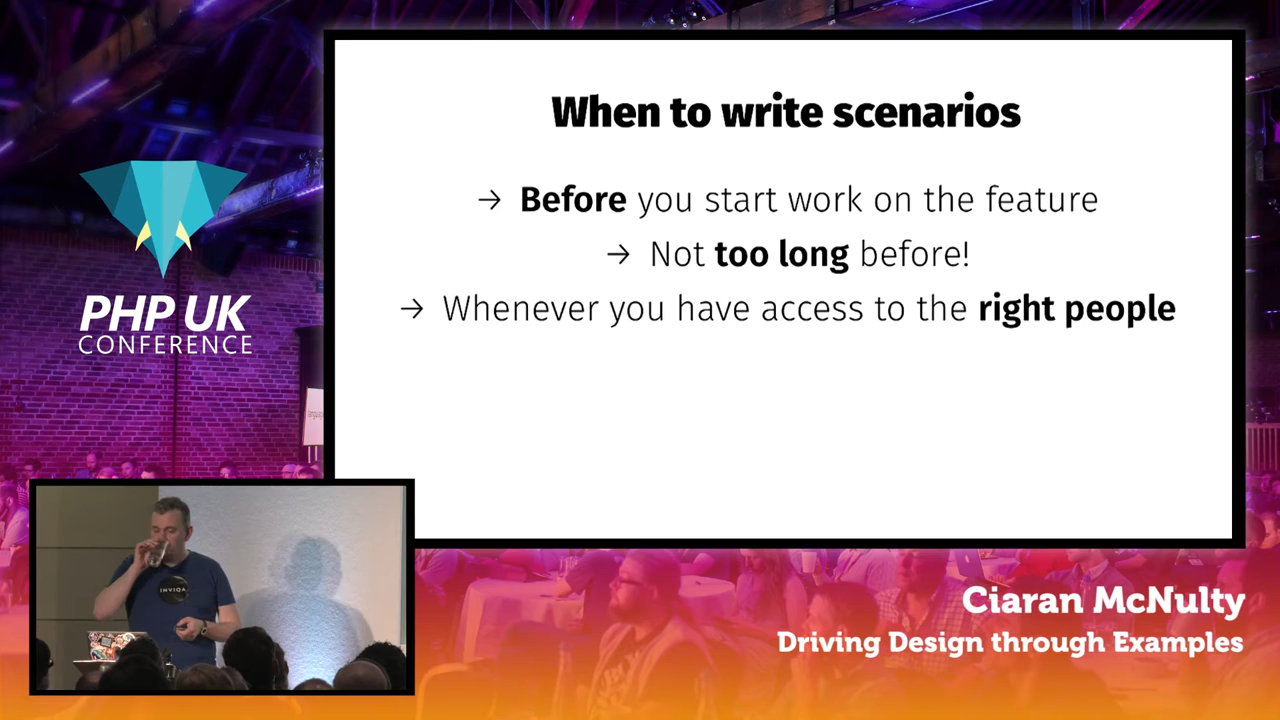 When to write scenarios
→ Before you start work on the feature
→ Not too long before!
→ Whenever you have access to the right people
PHP UK
CONFERENCE
INVIQA
Ciaran McNulty
Driving Design through Examples